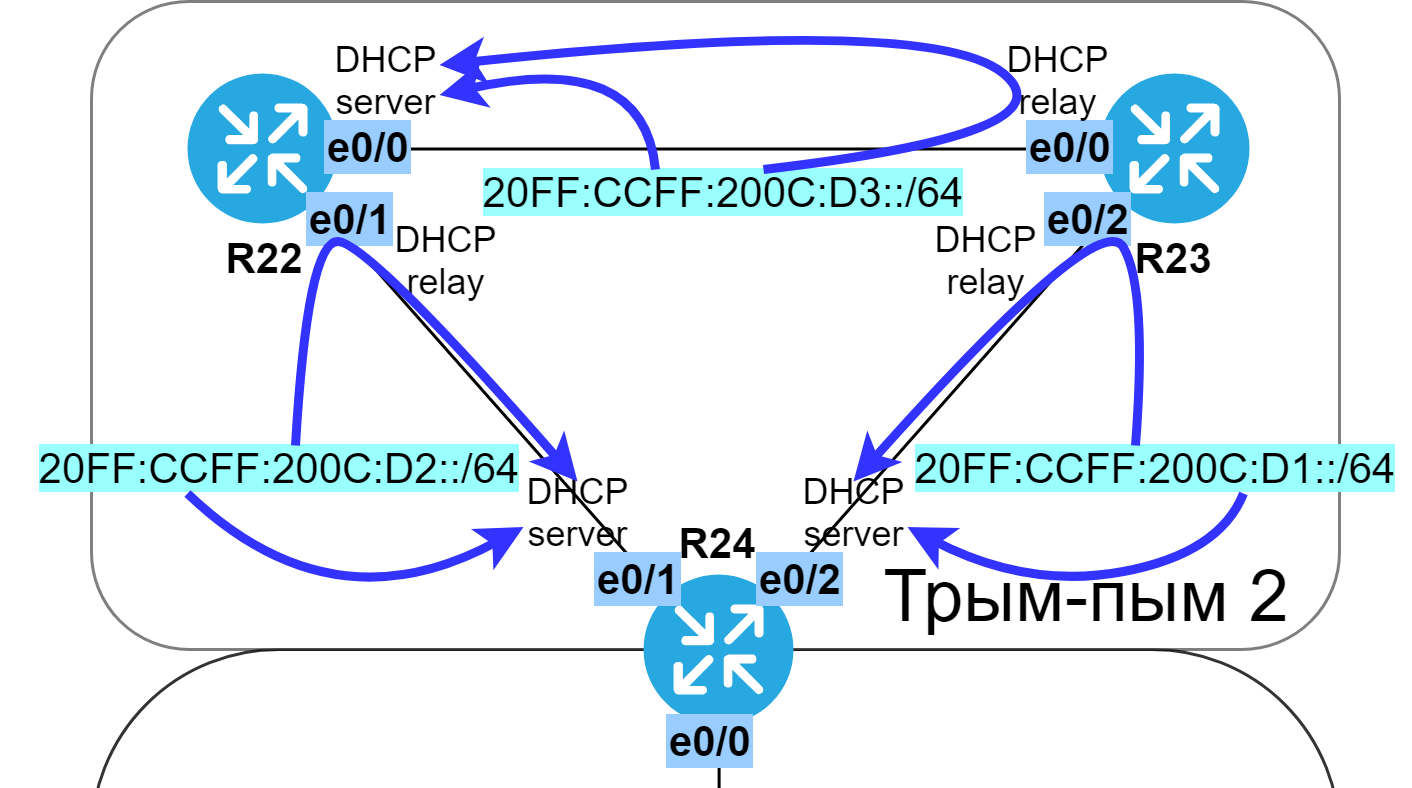 DHCP
server
DHCP
relay
e0/0
e0/0
20FF:CCFF:200C:D3::/64
e0/1
e0/2
R22
DHCP
relay
DHCP
relay
R23
20FF:CCFF:200C:D2::/64
20FF:CCFF:200C:D1::/64
DHCP
server
DHCP
server
R24
e0/1
e0/2
Трым-пым 2
e0/0